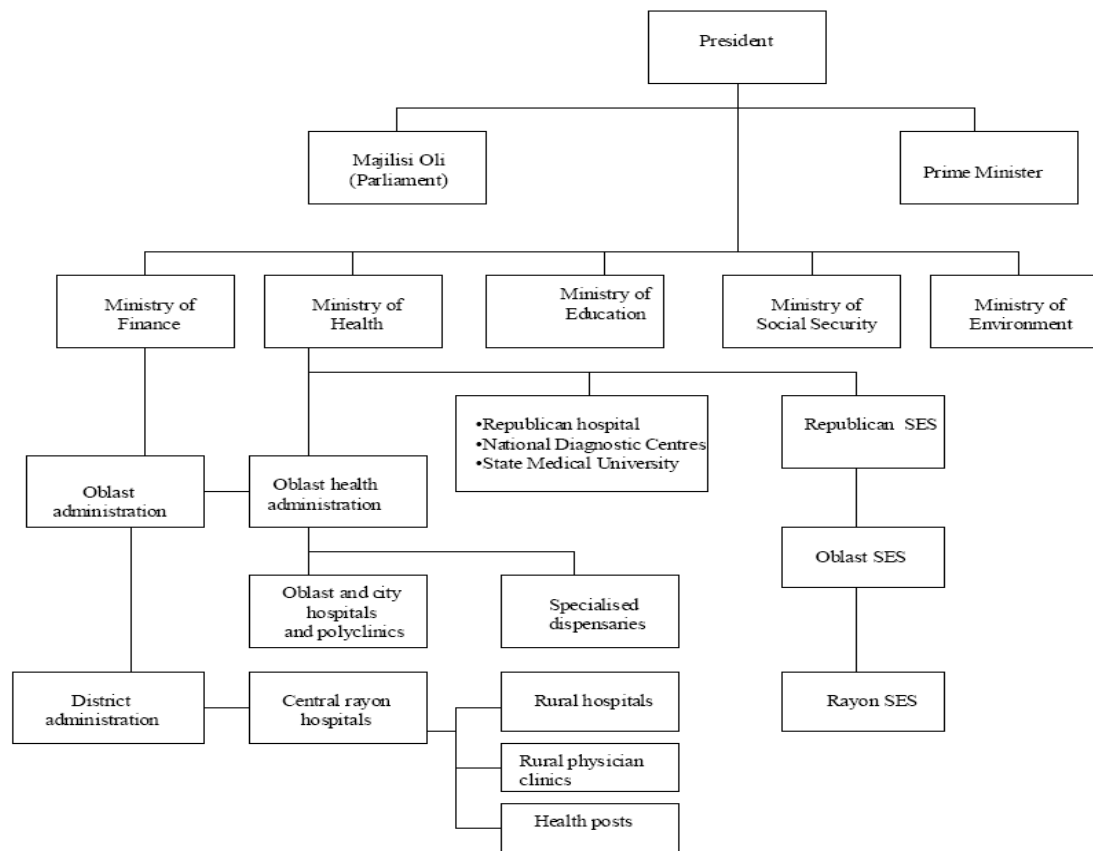 President
Majilisi Oli
(Parliament)
Prime Minister
Ministry of
Finance
Ministry of
Health
Ministry of
Education
Ministry of
Social Security
Ministry of
Environment
•Republican hospital
•National Diagnostic Centres
•State Medical University
Republican SES
Oblast
administration
Oblast health
administration
Oblast SES
Oblast and city
hospitals
and polyclinics
Specialised
dispensaries
District
administration
Central rayon
hospitals
Rural hospitals
Rayon SES
Rural physician
clinics
Health posts